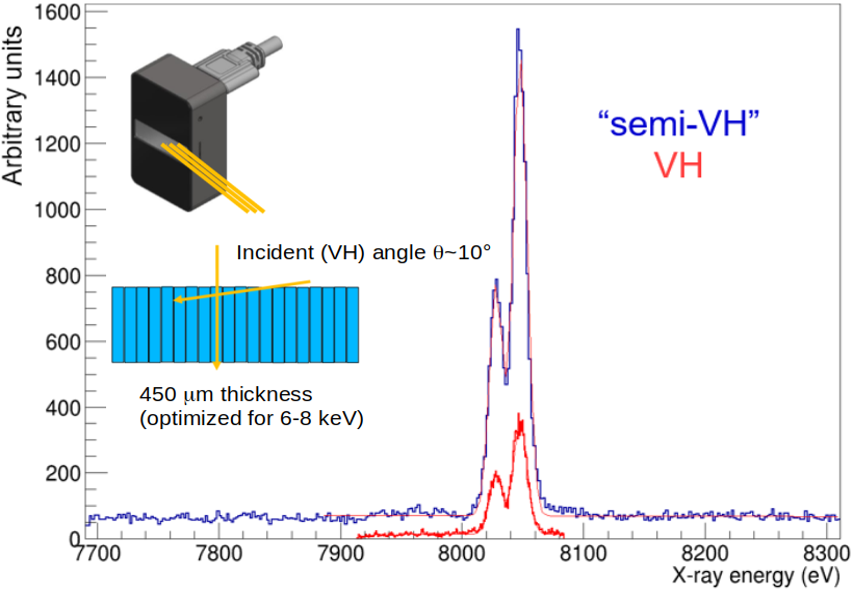 Arbitrary units
1600
1400
1200
1000
800
600
400
200
0
“semi-VH”
VH
Incident (VH) angle θ~10°
450 μm thickness
(optimized for 6-8 keV)
7700 7800 7900 8000 8100 8200 8300
X-ray energy (eV)